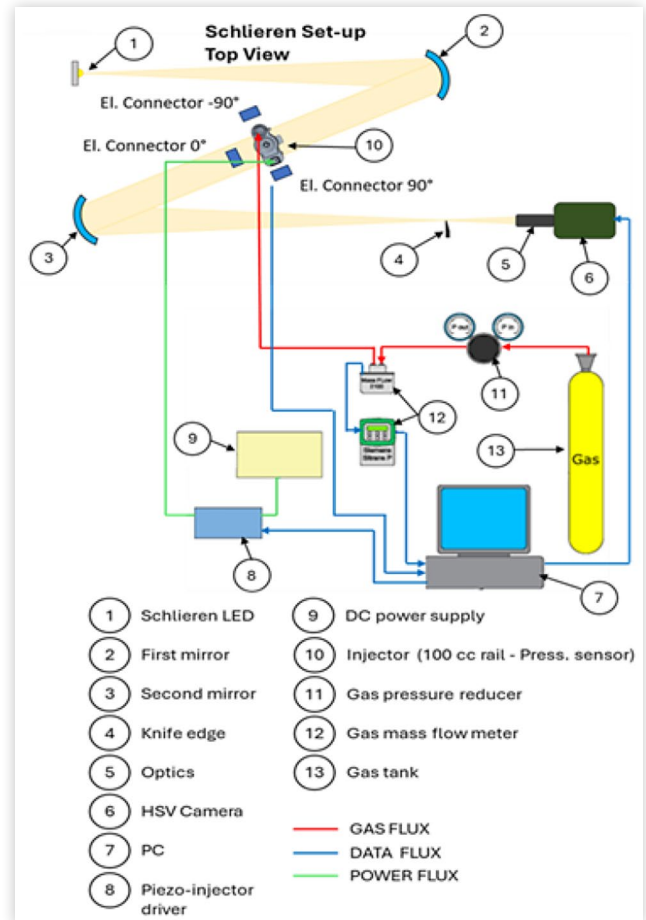 Schlieren Set-up
Top View
1
2
El. Connector -90°
El. Connector 0°
10
El. Connector 90°
3
4
5
6
P out
P in
11
Mass FLow
12
9
Siemens
Sitrans P
13
Gas
8
7
1 Schlieren LED
2 First mirror
3 Second mirror
4 Knife edge
5 Optics
6 HSV Camera
7 PC
8 Piezo-injector
driver
9 DC power supply
10 Injector (100 cc rail - Press. sensor)
11 Gas pressure reducer
12 Gas mass flow meter
13 Gas tank
GAS FLUX
DATA FLUX
POWER FLUX